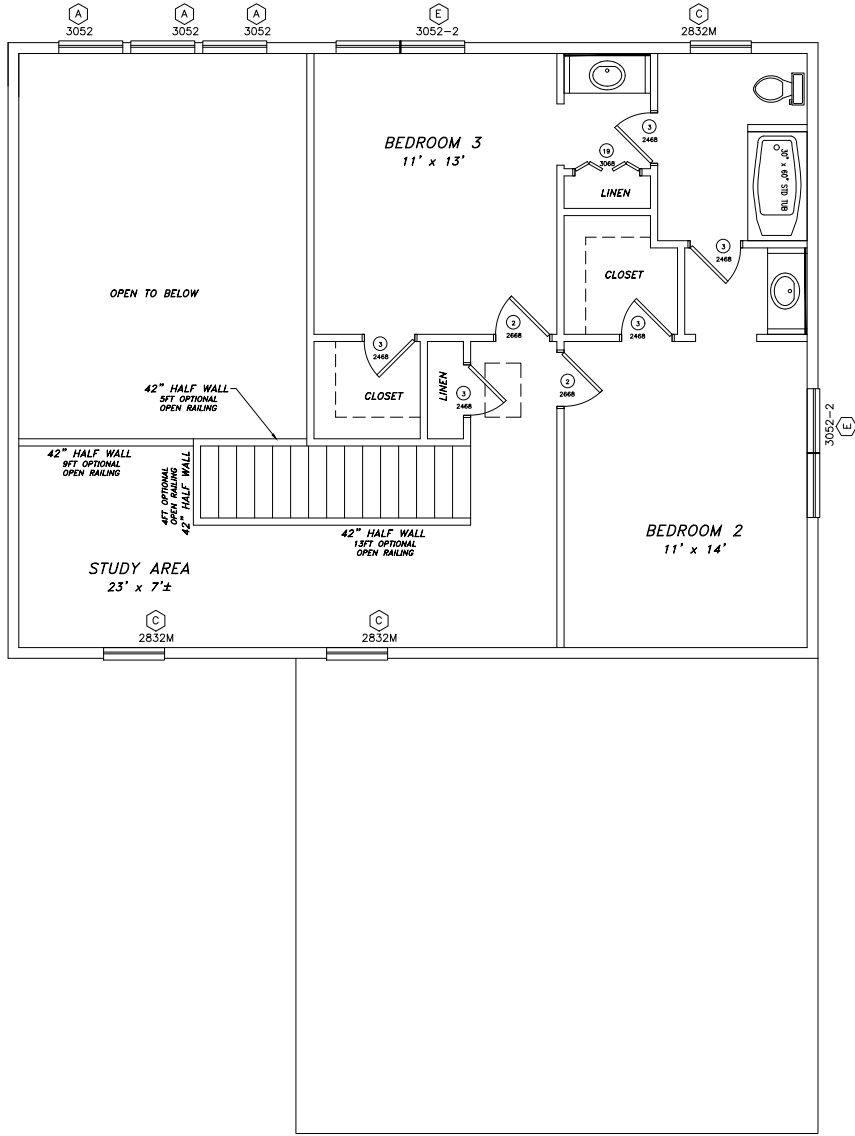 A
3052
A
3052
A
3052
E
3052-2
C
2832M
BEDROOM 3
11' x 13'
3
2468
19
3068
LINEN
30" x 60" STD TUB
3
2468
CLOSET
OPEN TO BELOW
2
2668
3
2468
3
2468
CLOSET
LINEN
3
2468
2
2668
42" HALF WALL
5FT OPTIONAL
OPEN RAILING
3052-2
E
42" HALF WALL
9FT OPTIONAL
OPEN RAILING
4FT OPTIONAL
OPEN RAILING
42" HALF WALL
42" HALF WALL
13FT OPTIONAL
OPEN RAILING
BEDROOM 2
11' x 14'
STUDY AREA
23' x 7'±
C
2832M
C
2832M